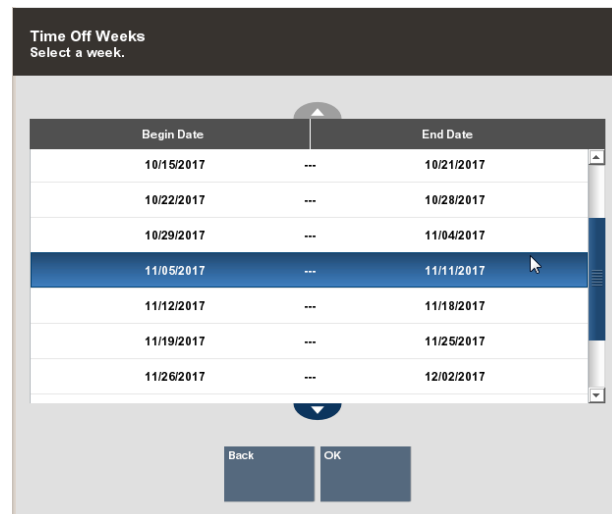 Time Off Weeks
Select a week.
Begin Date End Date
10/15/2017 --- 10/21/2017
10/22/2017 --- 10/28/2017
10/29/2017 --- 11/04/2017
11/05/2017 --- 11/11/2017
11/12/2017 --- 11/18/2017
11/19/2017 --- 11/25/2017
11/26/2017 --- 12/02/2017
Back OK